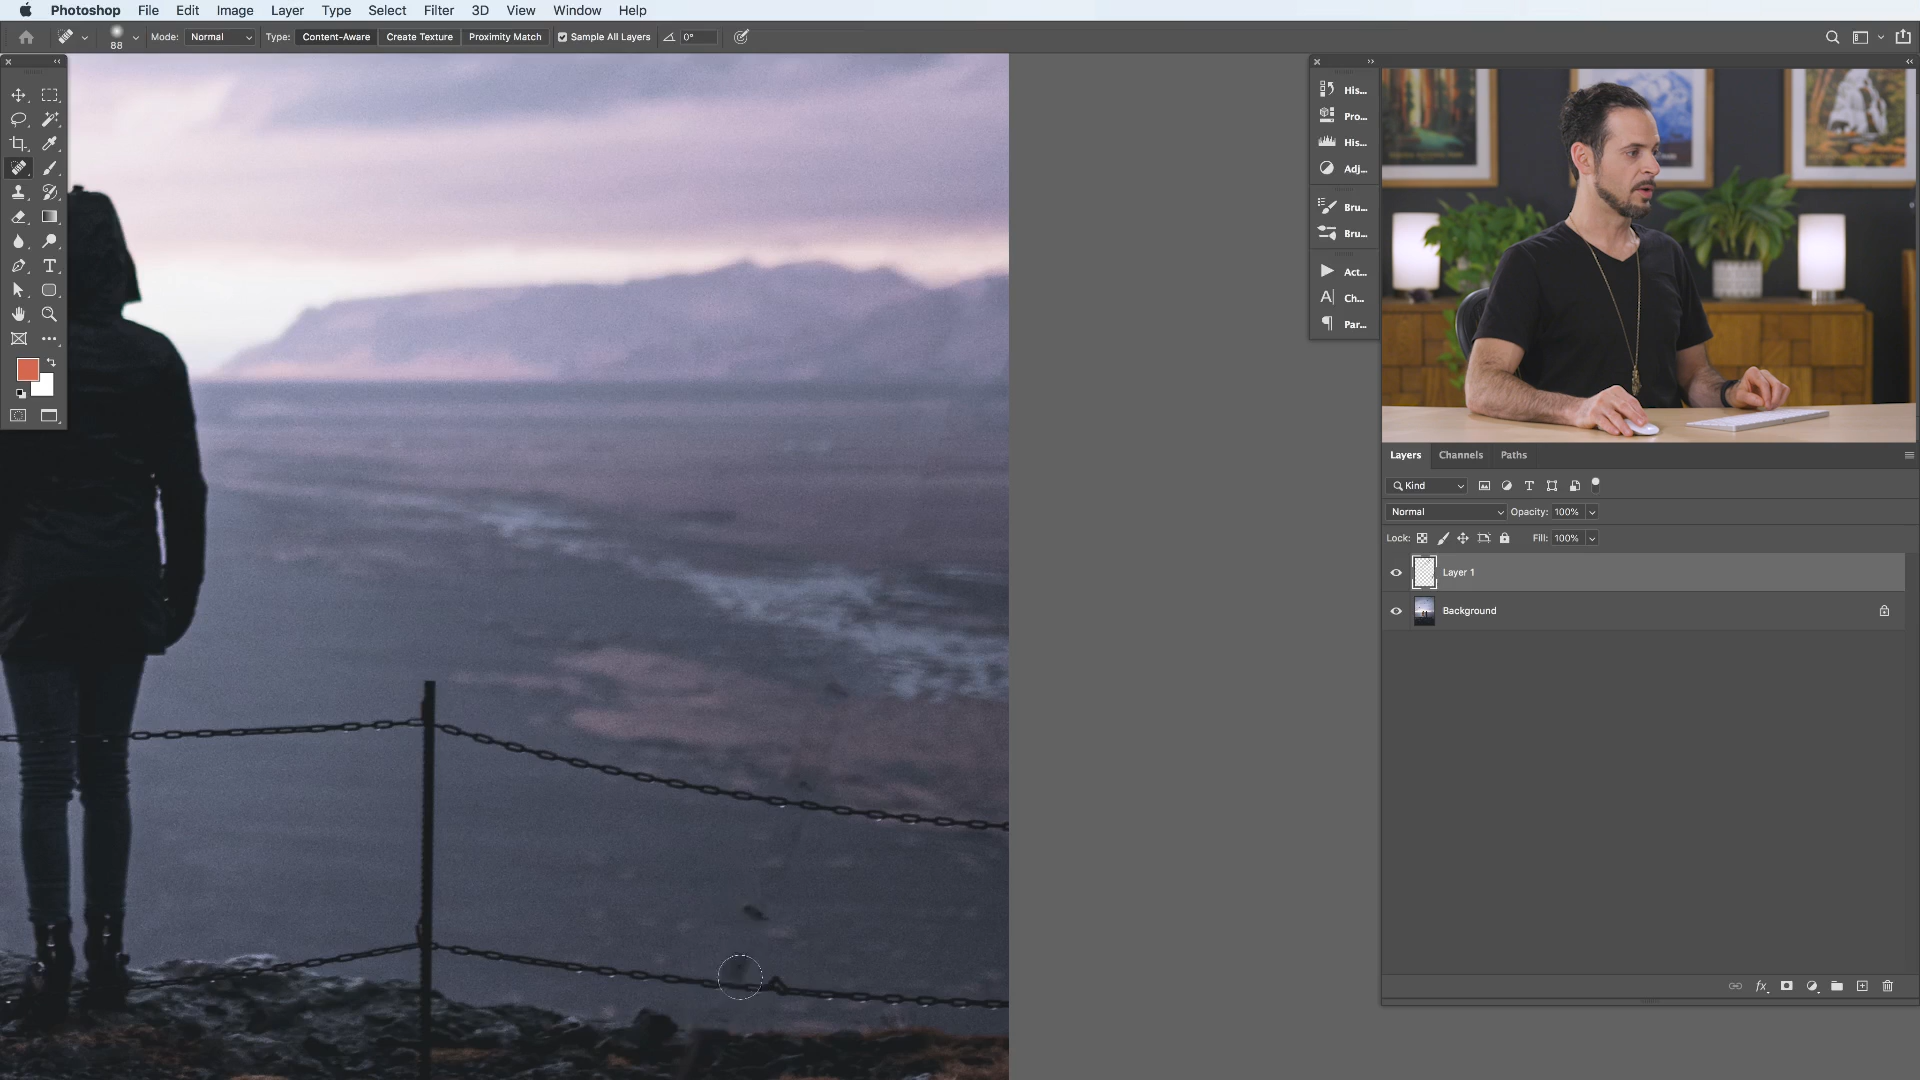 Photoshop File Edit Image Layer Type Select Filter 3D View Window Help
88 Mode: Normal Type: Content-Aware Create Texture Proximity Match Sample All Layers 0°
His...
Pro...
His...
Adj...
Bru...
Bru...
Act...
Ch...
Par...
Layers Channels Paths
Kind
Normal Opacity: 100%
Lock: Fill: 100%
Layer 1
Background
fx